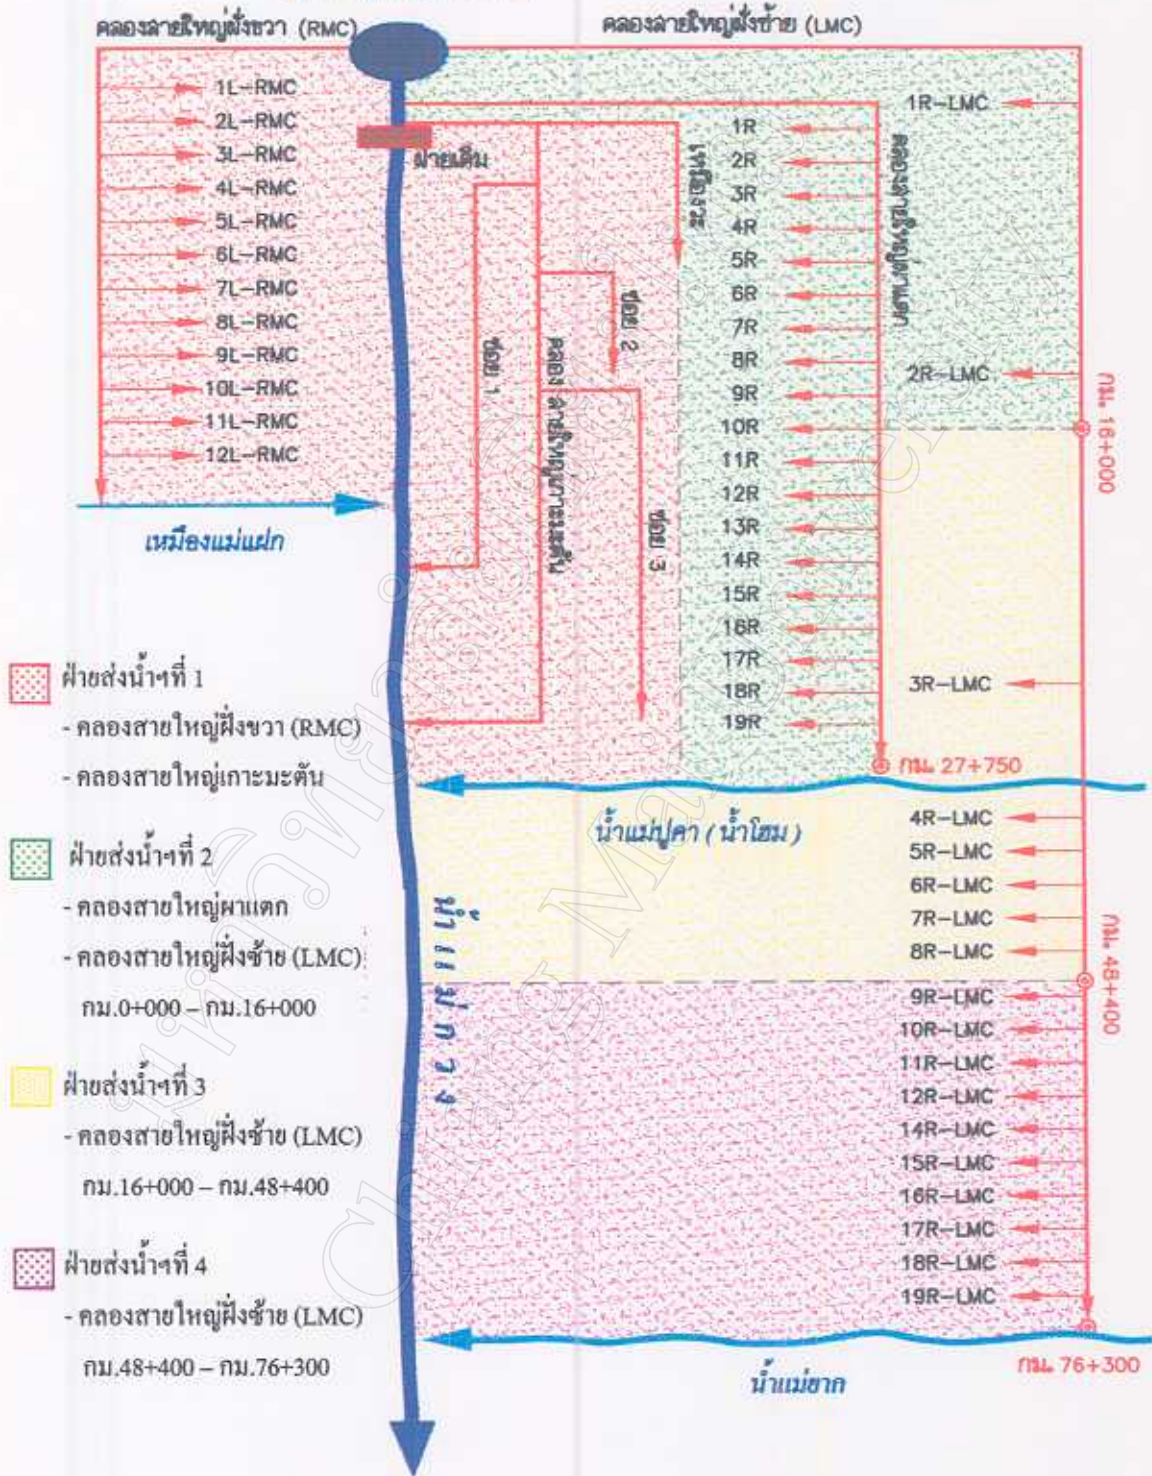 คลองสายใหญ่ฝั่งขวา (RMC)
คลองสายใหญ่ฝั่งซ้าย (LMC)
1L-RMC
2L-RMC
3L-RMC
4L-RMC
5L-RMC
6L-RMC
7L-RMC
8L-RMC
9L-RMC
10L-RMC
11L-RMC
12L-RMC
เหมืองแม่แฝก
ฝายเดิม
ซอย 1
คลอง สายใหญ่เกาะมะตัน
ซอย 2
ซอย 3
1R
2R
3R
4R
5R
6R
7R
8R
9R
10R
11R
12R
13R
14R
15R
16R
17R
18R
19R
คลองสายใหญ่ผาแตก
กม. 27+750
1R-LMC
2R-LMC
กม. 16+000
3R-LMC
น้ำแม่ปูคา ( น้ำโฮม )
4R-LMC
5R-LMC
6R-LMC
7R-LMC
8R-LMC
กม. 48+400
9R-LMC
10R-LMC
11R-LMC
12R-LMC
14R-LMC
15R-LMC
16R-LMC
17R-LMC
18R-LMC
19R-LMC
กม. 76+300
น้ำแม่ยาก
น้ำแม่กวง
ฝ่ายส่งน้ำฯที่ 1
- คลองสายใหญ่ฝั่งขวา (RMC)
- คลองสายใหญ่เกาะมะตัน
ฝ่ายส่งน้ำฯที่ 2
- คลองสายใหญ่ผาแตก
- คลองสายใหญ่ฝั่งซ้าย (LMC)
กม.0+000 – กม.16+000
ฝ่ายส่งน้ำฯที่ 3
- คลองสายใหญ่ฝั่งซ้าย (LMC)
กม.16+000 – กม.48+400
ฝ่ายส่งน้ำฯที่ 4
- คลองสายใหญ่ฝั่งซ้าย (LMC)
กม.48+400 – กม.76+300